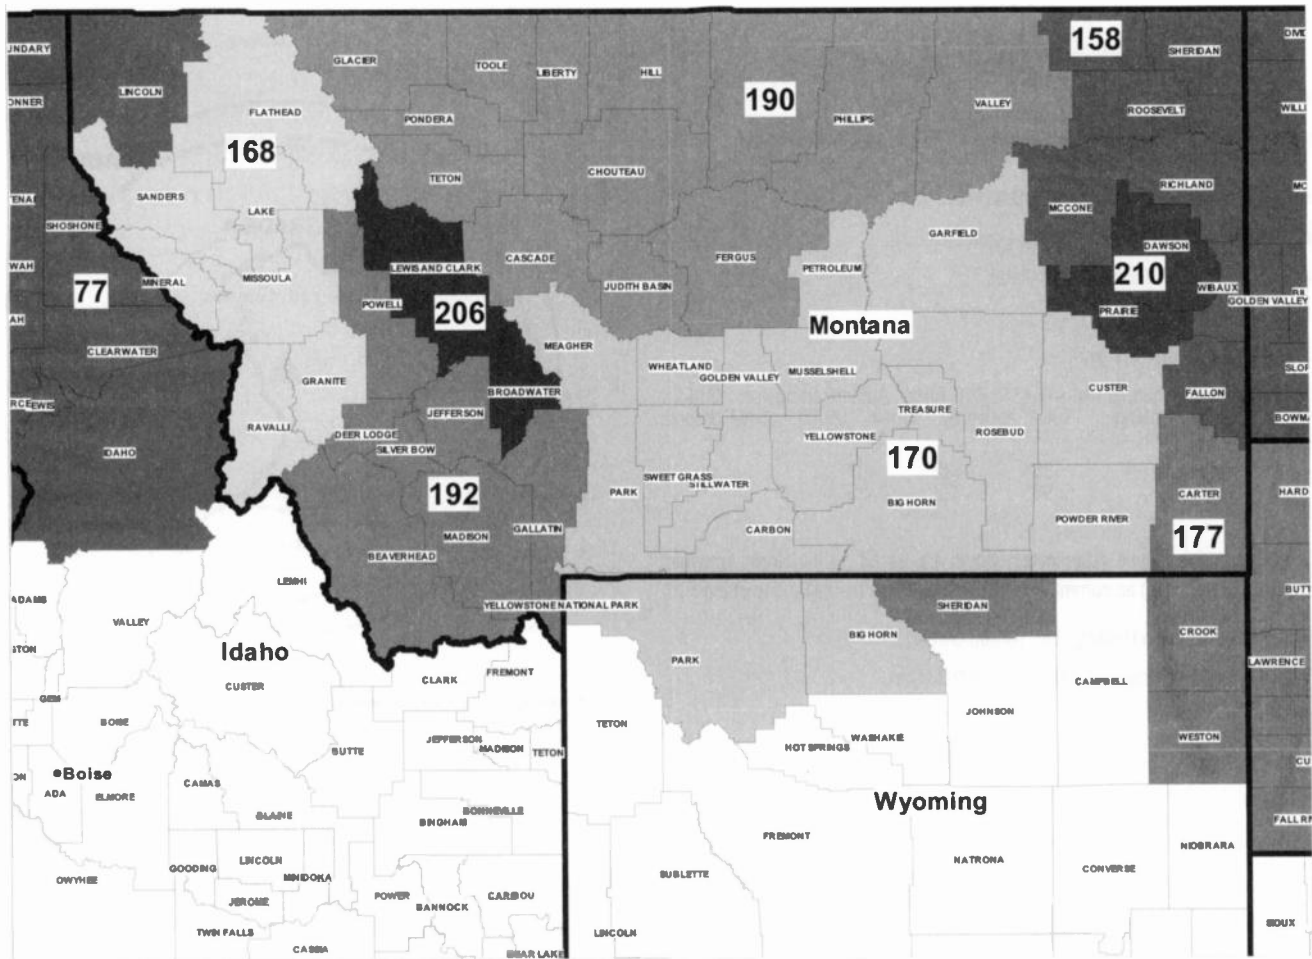 158
SHERIDAN
UNDARY
GLACIER
TOOLE
LIBERTY
HILL
LINCOLN
190
ONNER
FLATHEAD
PONDERA
PHILLIPS
VALLEY
ROOSEVELT
168
TETON
CHOUTEAU
SANDERS
RICHLAND
LAKE
MCCONE
SHOSHONE
GARFIELD
DAWSON
CASCADE
FERGUS
LEWIS AND CLARK
PETROLEUM
210
MISSOULA
MINERAL
77
JUDITH BASIN
WIBAUX
GOLDEN VALLEY
POWELL
206
PRAIRIE
Montana
MEAGHER
CLEARWATER
WHEATLAND
GOLDEN VALLEY
MUSSELSHELL
GRANITE
CUSTER
BROADWATER
FALLON
JEFFERSON
TREASURE
RAVALLI
DEER LODGE
YELLOWSTONE
ROSEBUD
SILVER BOW
IDAHO
170
SWEET GRASS
STILLWATER
PARK
192
CARTER
BIG HORN
GALLATIN
CARBON
POWDER RIVER
MADISON
177
BEAVERHEAD
LEMHI
ADAMS
YELLOWSTONE NATIONAL PARK
SHERIDAN
VALLEY
BIG HORN
CROOK
Idaho
PARK
LAWRENCE
FREMONT
CLARK
CAMPBELL
CUSTER
GEM
JOHNSON
BOISE
TETON
WESTON
HOT SPRINGS
WASHAKIE
JEFFERSON
MADISON
TETON
BUTTE
Boise
CAMAS
ADA
ELMORE
Wyoming
BONNEVILLE
BLAINE
BINGHAM
FREMONT
NIOBRARA
LINCOLN
GOODING
NATRONA
CONVERSE
MINIDOKA
SUBLETTE
OWYHEE
POWER
CARIBOU
JEROME
BANNOCK
SIOUX
TWIN FALLS
LINCOLN
CASSIA
BEAR LAKE